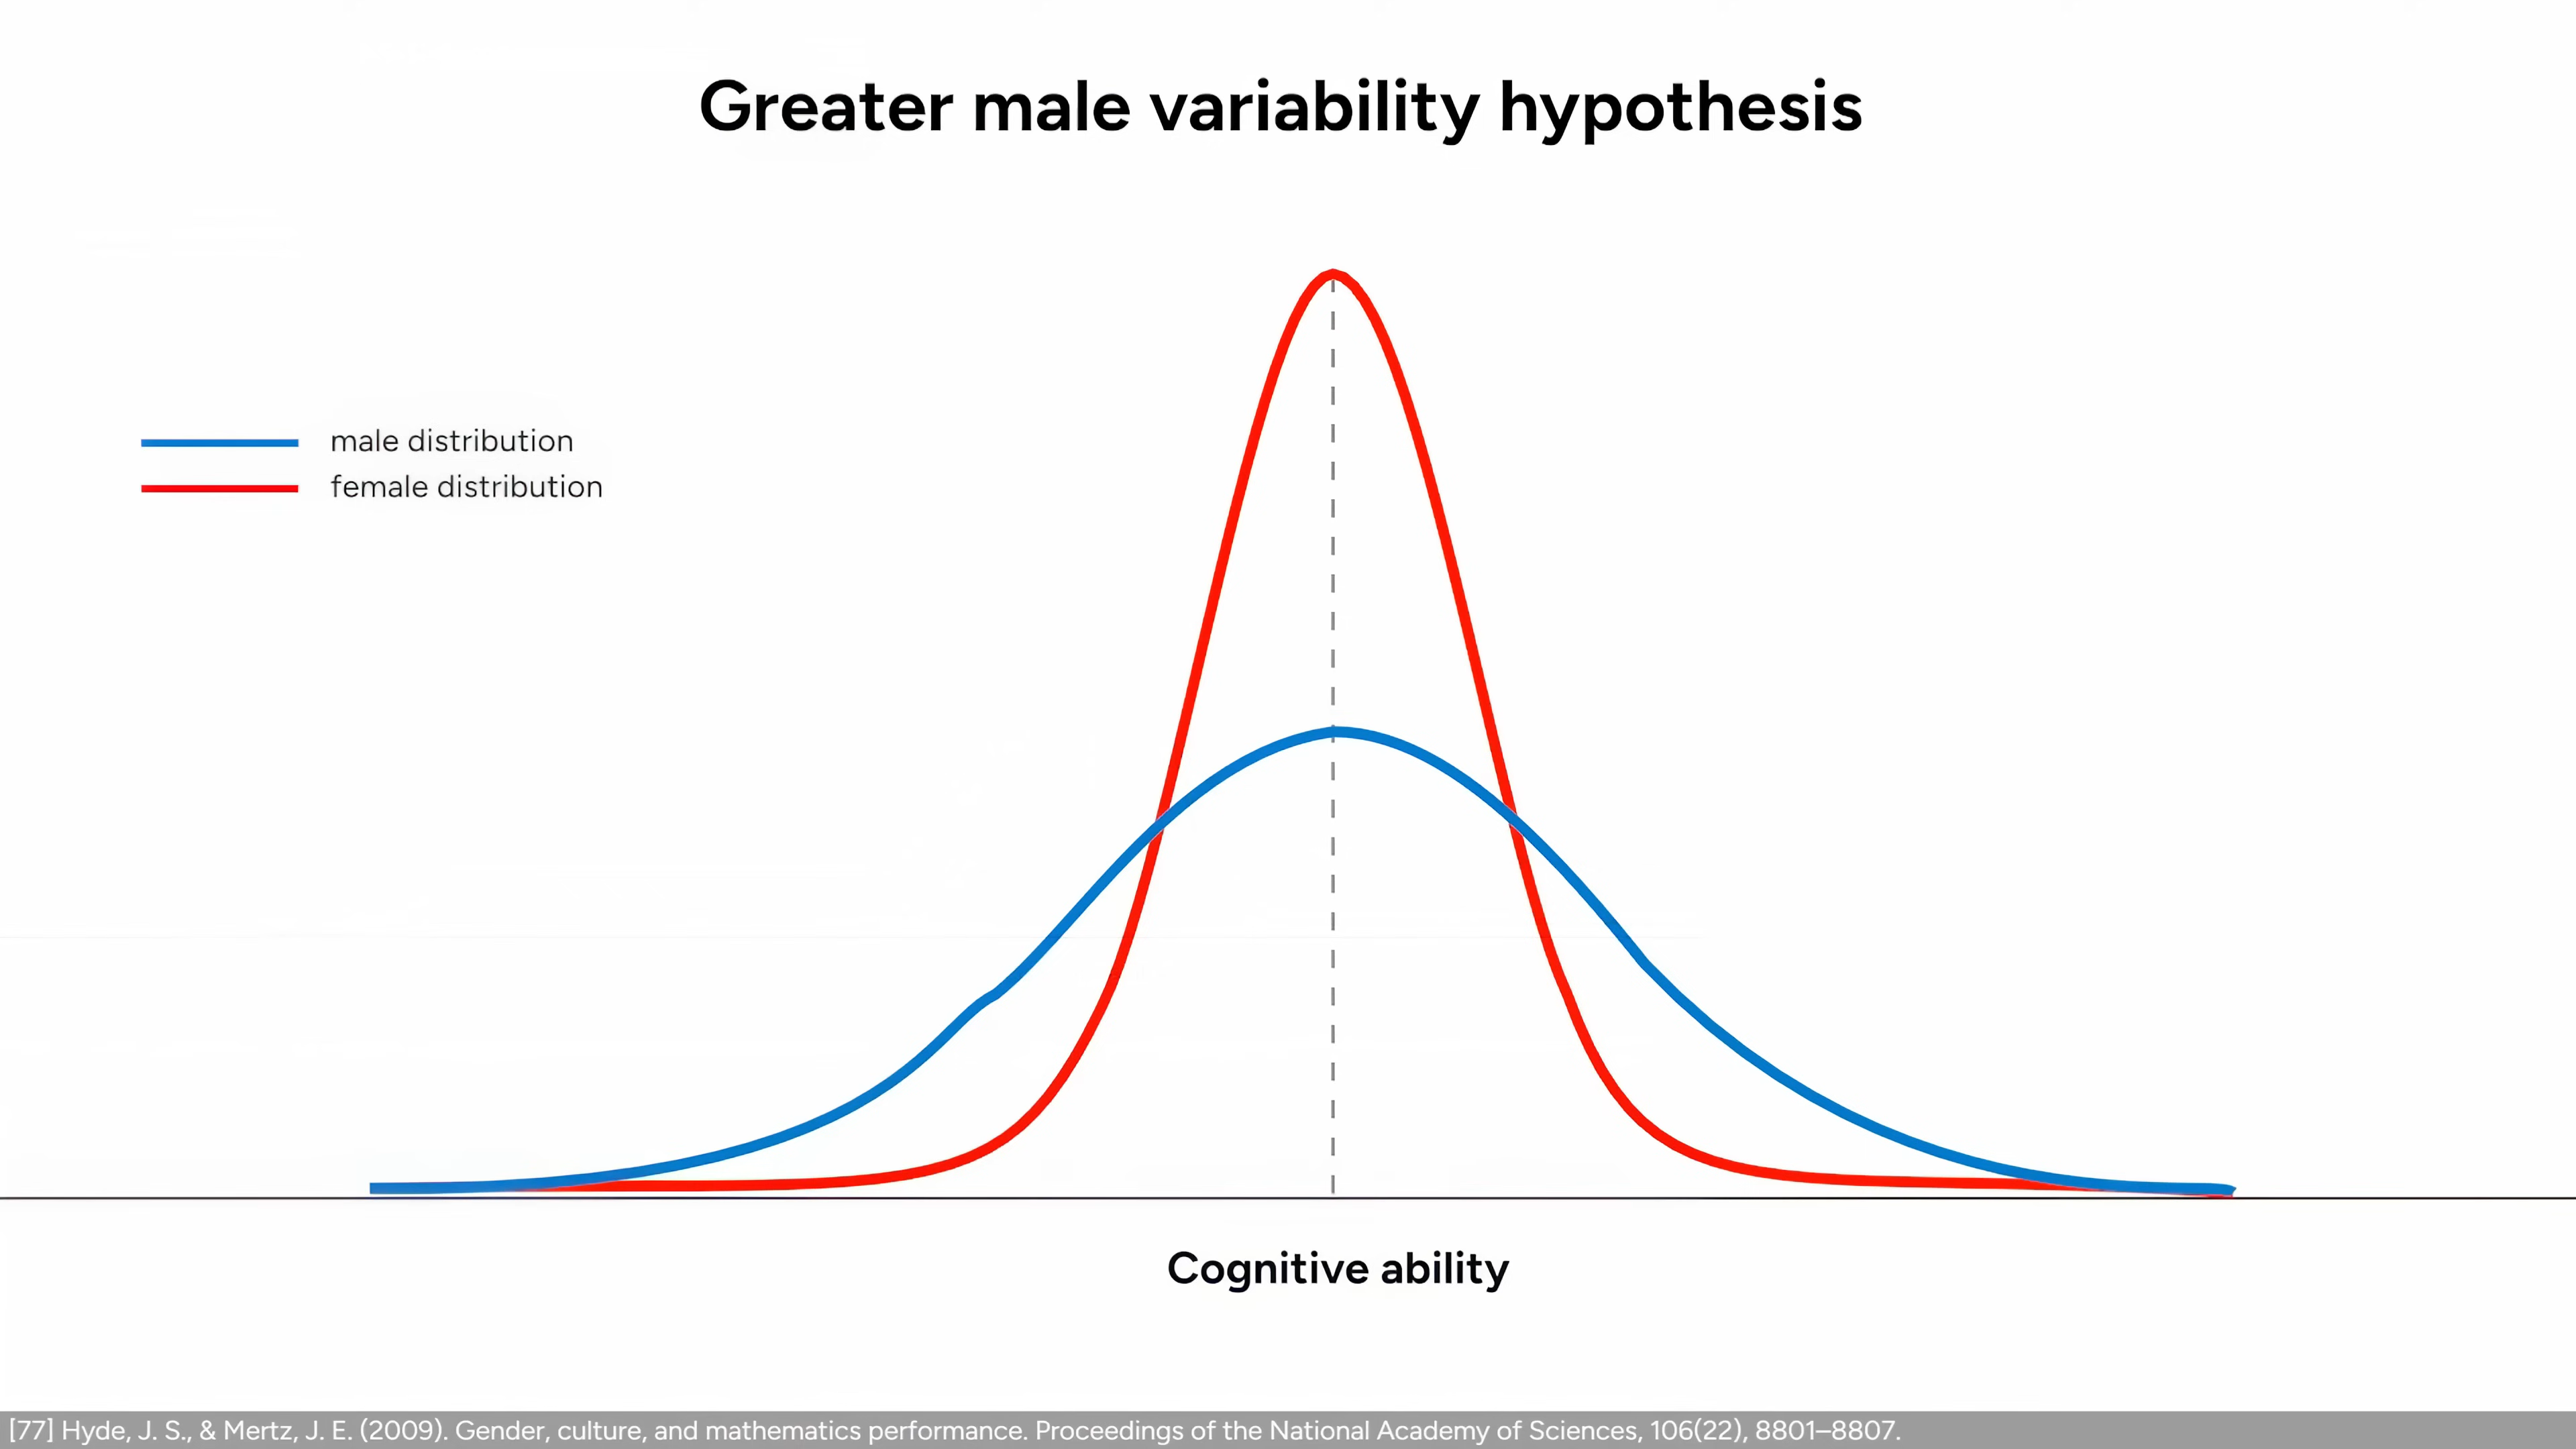 Greater male variability hypothesis
male distribution
female distribution
Cognitive ability
[77] Hyde, J. S., & Mertz, J. E. (2009). Gender, culture, and mathematics performance. Proceedings of the National Academy of Sciences, 106(22), 8801–8807.